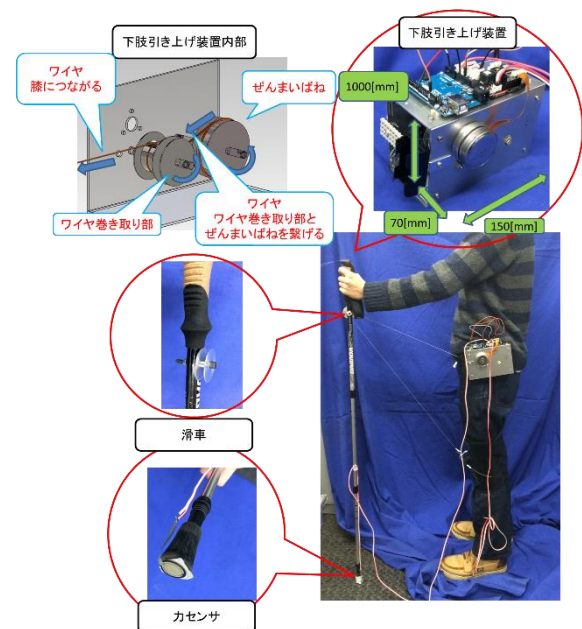 下肢引き上げ装置内部
ワイヤ
膝につながる
ぜんまいばね
ワイヤ巻き取り部
ワイヤ
ワイヤ巻き取り部と
ぜんまいばねを繋げる
下肢引き上げ装置
1000[mm]
70[mm]
150[mm]
滑車
力センサ